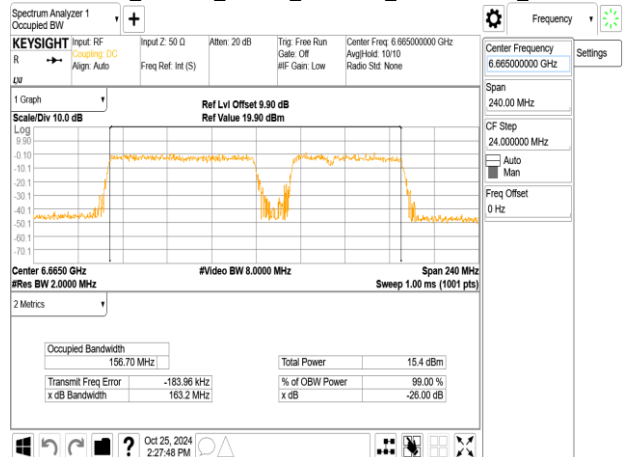 Spectrum Analyzer 1
Occupied BW
Frequency
KEYSIGHT
R
LXI
Input: RF
Coupling: DC
Align: Auto
Input Z: 50 Ω
Freq Ref: Int (S)
Atten: 20 dB
Trig: Free Run
Gate: Off
#IF Gain: Low
Center Freq: 6.665000000 GHz
Avg|Hold: 10/10
Radio Std: None
Center Frequency
6.665000000 GHz
Settings
Span
240.00 MHz
CF Step
24.000000 MHz
Auto
Man
Freq Offset
0 Hz
1 Graph
Scale/Div 10.0 dB
Ref Lvl Offset 9.90 dB
Ref Value 19.90 dBm
Log
9.90
-0.10
-10.1
-20.1
-30.1
-40.1
-50.1
-60.1
-70.1
Center 6.6650 GHz
#Res BW 2.0000 MHz
#Video BW 8.0000 MHz
Span 240 MHz
Sweep 1.00 ms (1001 pts)
2 Metrics
Occupied Bandwidth
156.70 MHz
Transmit Freq Error -183.96 kHz
x dB Bandwidth 163.2 MHz
Total Power 15.4 dBm
% of OBW Power 99.00 %
x dB -26.00 dB
?
Oct 25, 2024
2:27:48 PM